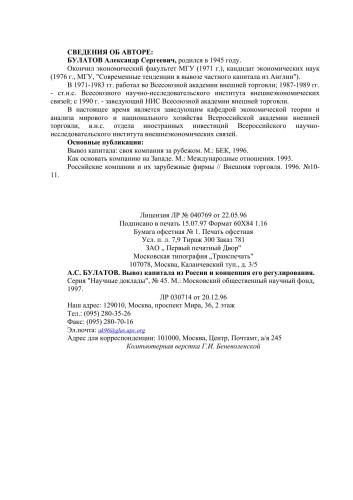 СВЕДЕНИЯ ОБ АВТОРЕ:
БУЛАТОВ Александр Сергеевич, родился в 1945 году.
Окончил экономический факультет МГУ (1971 г.), кандидат экономических наук
(1976 г., МГУ, "Современные тенденции в вывозе частного капитала из Англии").
В 1971-1983 гг. работал во Всесоюзной академии внешней торговли; 1987-1989 гг.
- ст.н.с. Всесоюзного научно-исследовательского института внешнеэкономических
связей; с 1990 г. - заведующий НИС Всесоюзной академии внешней торговли.
В настоящее время является заведующим кафедрой экономической теории и
анализа мирового и национального хозяйства Всероссийской академии внешней
торговли, в.н.с. отдела иностранных инвестиций Всероссийского научно-
исследовательского института внешнеэкономических связей.
Основные публикации:
Вывоз капитала: своя компания за рубежом. М.: БЕК, 1996.
Как основать компанию на Западе. М.: Международные отношения. 1993.
Российские компании и их зарубежные фирмы // Внешняя торговля. 1996. №10-
11.
Лицензия ЛР № 040769 от 22.05.96
Подписано в печать 15.07.97 Формат 60Х84 1.16
Бумага офсетная № 1. Печать офсетная
Усл. п. л. 7,9 Тираж 300 Заказ 781
ЗАО ,, Первый печатный Двор"
Московская типография ,,Транспечать"
107078, Москва, Каланчевский туп., д. 3/5
А.С. БУЛАТОВ. Вывоз капитала из России и концепция его регулирования.
Серия "Научные доклады", № 45. М.: Московский общественный научный фонд,
1997.
ЛР 030714 от 20.12.96
Наш адрес: 129010, Москва, проспект Мира, 36, 2 этаж
Тел.: (095) 280-35-26
Факс: (095) 280-70-16
Эл.почта: uk96@glas.apc.org
Адрес для корреспонденции: 101000, Москва, Центр, Почтамт, а/я 245
Компьютерная верстка Г.И. Беневоленской